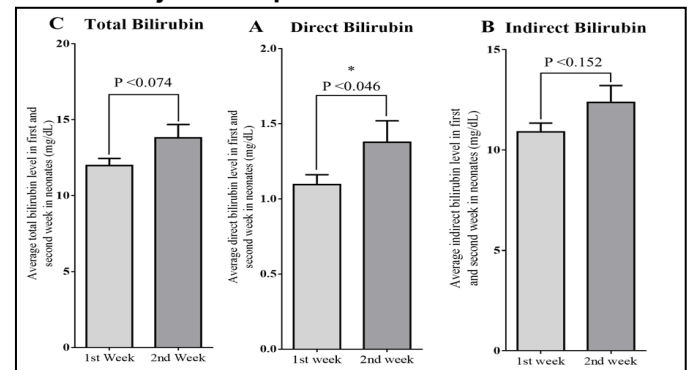 C Total Bilirubin
Average total bilirubin level in first and
second week in neonates (mg/dL)
20
15
10
5
0
P <0.074
1st Week 2nd Week
A Direct Bilirubin
Average direct bilirubin level in first and
second week in neonates (mg/dL)
2.0
1.5
1.0
0.5
0.0
*
P <0.046
1st week 2nd week
B Indirect Bilirubin
Average indirect bilirubin level in first
and second week in neonates (mg/dL)
15
10
5
0
P <0.152
1st week 2nd week